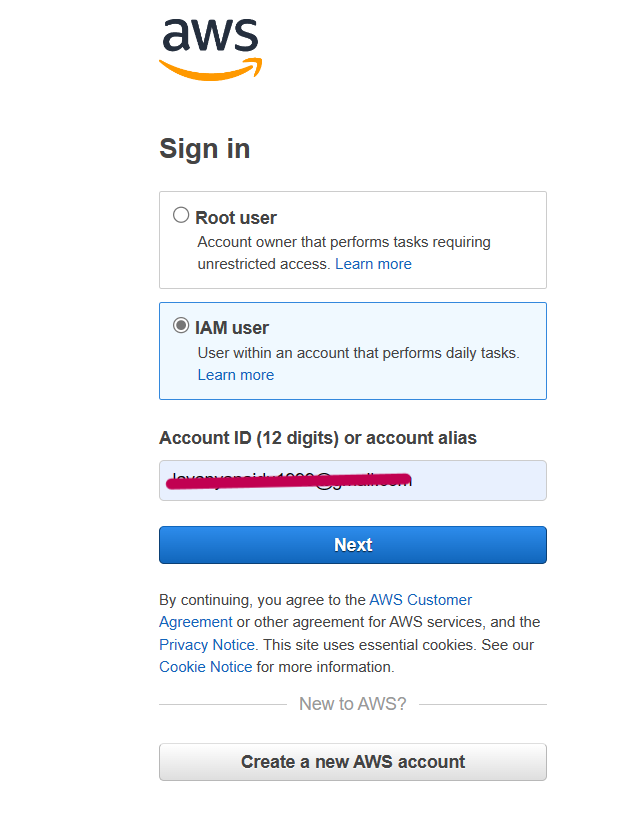 aws
Sign in
Root user
Account owner that performs tasks requiring
unrestricted access. Learn more
IAM user
User within an account that performs daily tasks.
Learn more
Account ID (12 digits) or account alias
Next
By continuing, you agree to the AWS Customer
Agreement or other agreement for AWS services, and the
Privacy Notice. This site uses essential cookies. See our
Cookie Notice for more information.
New to AWS?
Create a new AWS account